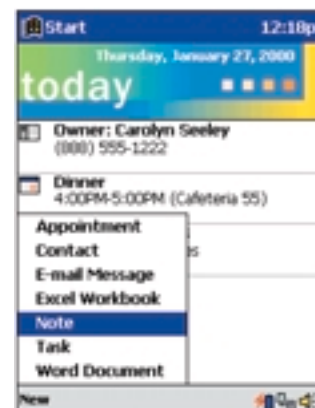 Start 12:18p
Thursday, January 27, 2000
today
Owner: Carolyn Seeley
(888) 555-1222
Dinner
4:00PM-5:00PM (Cafeteria 55)
Appointment
Contact
E-mail Message
Excel Workbook
Note
Task
Word Document
New